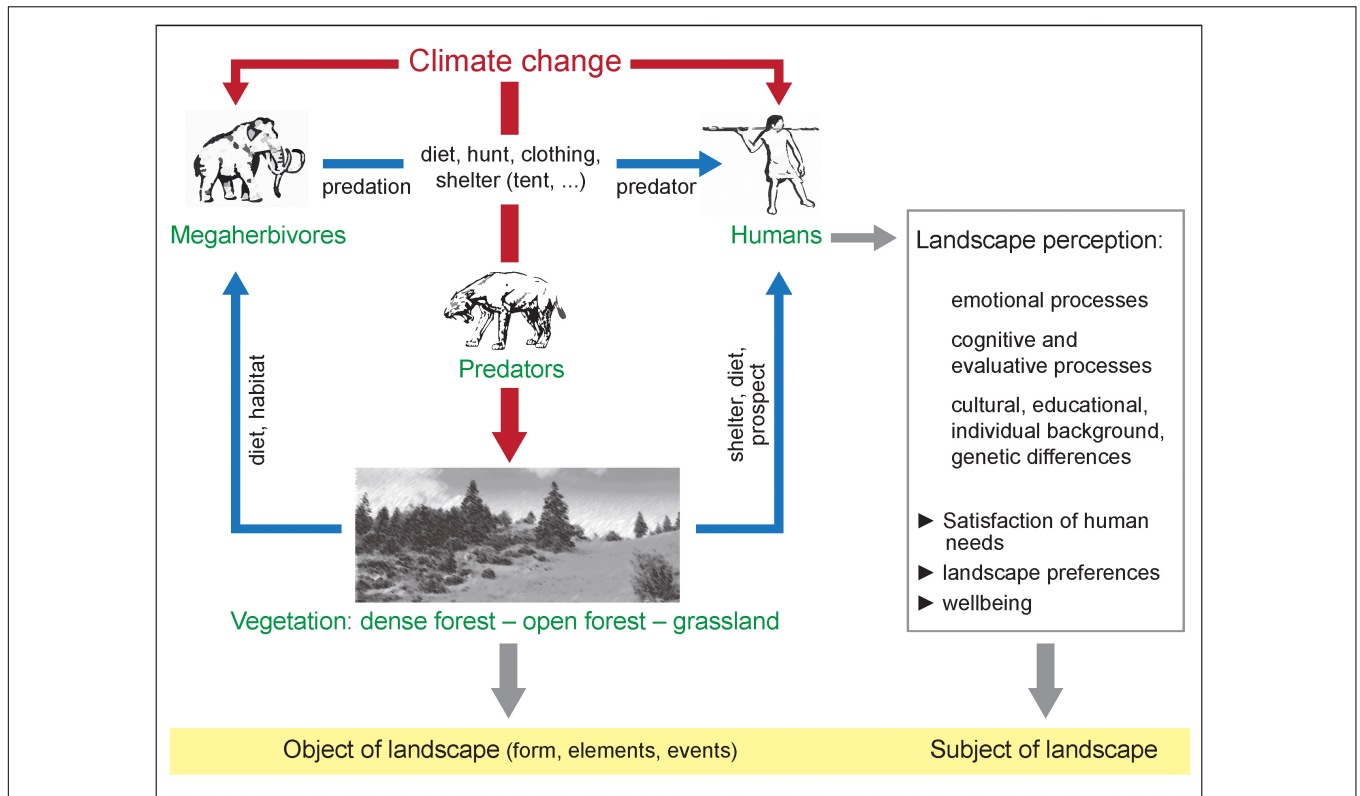 Climate change
diet, hunt, clothing,
shelter (tent, ...)
predation
predator
Megaherbivores
Humans
Predators
diet, habitat
shelter, diet,
prospect
Vegetation: dense forest – open forest – grassland
Landscape perception:
emotional processes
cognitive and
evaluative processes
cultural, educational,
individual background,
genetic differences
► Satisfaction of human
needs
► landscape preferences
► wellbeing
Object of landscape (form, elements, events)
Subject of landscape